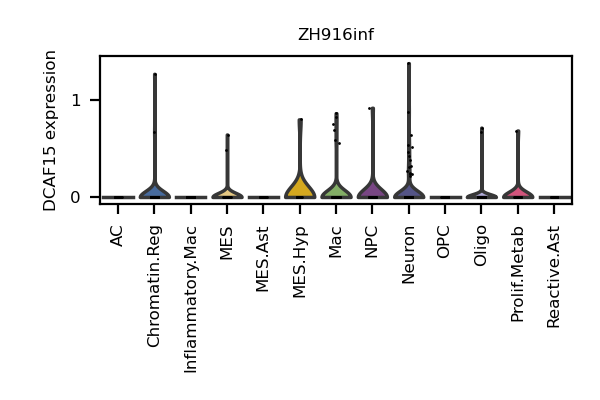 ZH916inf
DCAF15 expression
1
0
AC
Chromatin.Reg
Inflammatory.Mac
MES
MES.Ast
MES.Hyp
Mac
NPC
Neuron
OPC
Oligo
Prolif.Metab
Reactive.Ast